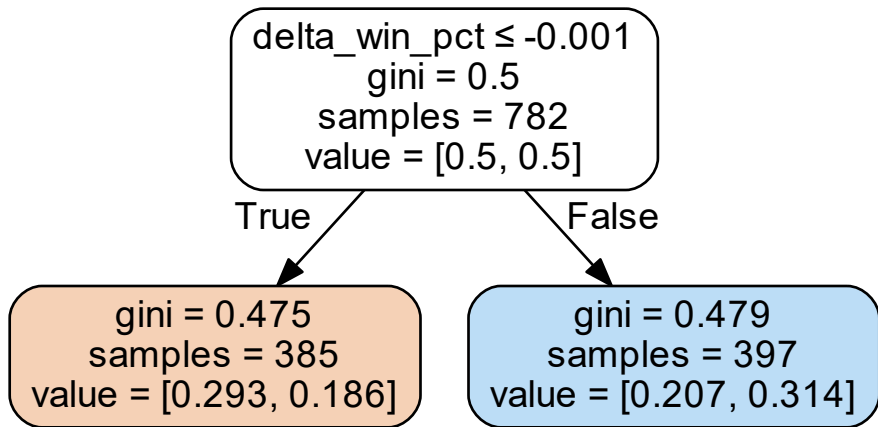 delta_win_pct ≤ -0.001
gini = 0.5
samples = 782
value = [0.5, 0.5]
True
False
gini = 0.475
samples = 385
value = [0.293, 0.186]
gini = 0.479
samples = 397
value = [0.207, 0.314]